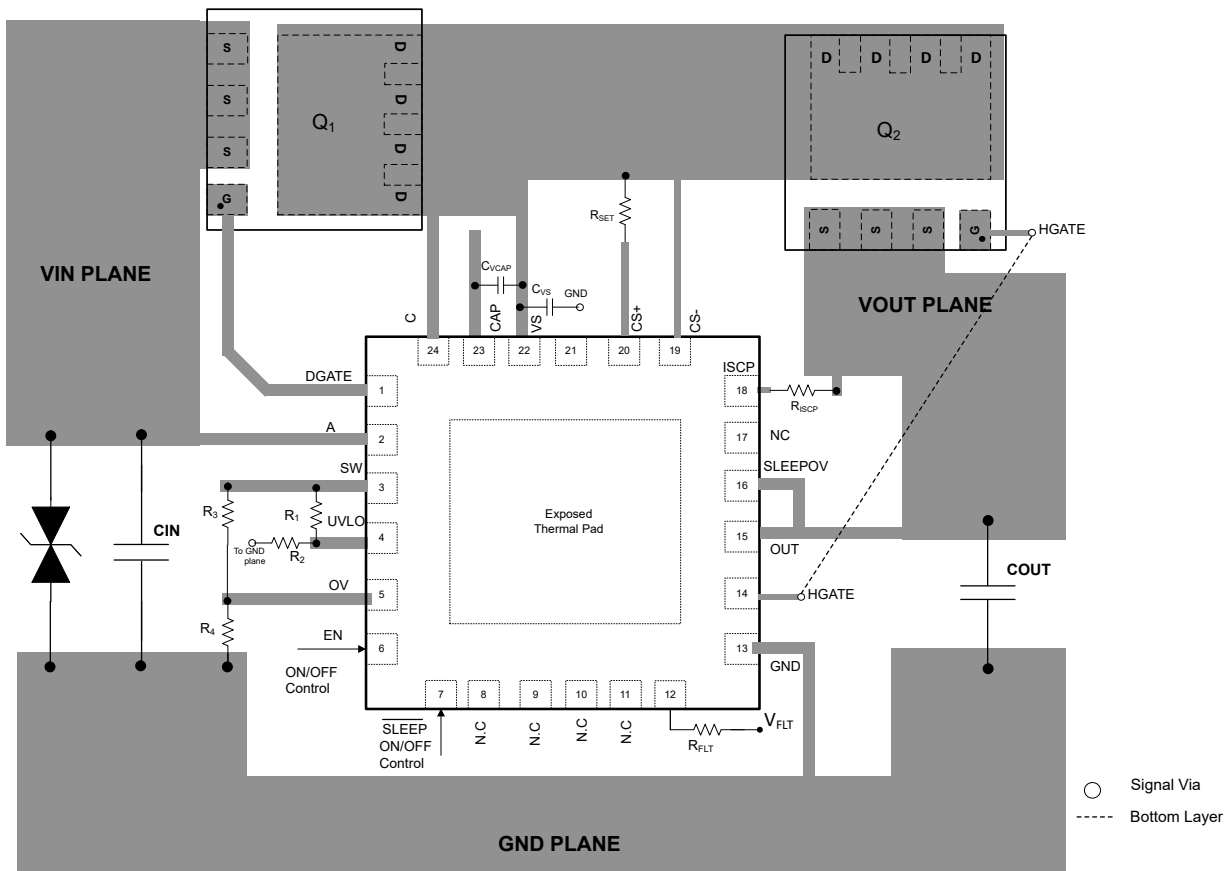 S
S
S
G
Q1
D
D
D
D
D D D D
Q2
S
S
S
G
HGATE
RSET
VIN PLANE
VOUT PLANE
CVCAP
CVS
GND
C
CAP
VS
CS+
CS-
24
23
22
21
20
19
DGATE
1
A
2
SW
3
R3
R1
UVLO
4
To GND
plane
R2
OV
5
R4
EN
6
ON/OFF
Control
CIN
Exposed
Thermal Pad
ISCP
18
RISCP
17
NC
SLEEPOV
16
15
OUT
14
HGATE
13
GND
COUT
7
8
9
10
11
12
SLEEP
ON/OFF
Control
N.C
N.C
N.C
N.C
RFLT
VFLT
GND PLANE
Signal Via
Bottom Layer